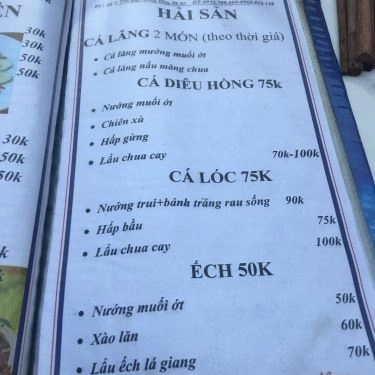 HẢI SẢN
CÁ LĂNG 2 MÓN (theo thời giá)
• Cá lăng nướng muối ớt
• Cá lăng nấu măng chua
CÁ DIÊU HỒNG 75k
• Nướng muối ớt
• Chiên xù
• Hấp gừng
• Lẩu chua cay 70k-100k
CÁ LÓC 75K
• Nướng trui+bánh trăng rau sống 90k
• Hấp bầu 75k
• Lẩu chua cay 100k
ẾCH 50K
• Nướng muối ớt 50k
• Xào lăn 60k
• Lẩu ếch lá giang 70k
30k
30k
50k
50k
30k
50k
50k